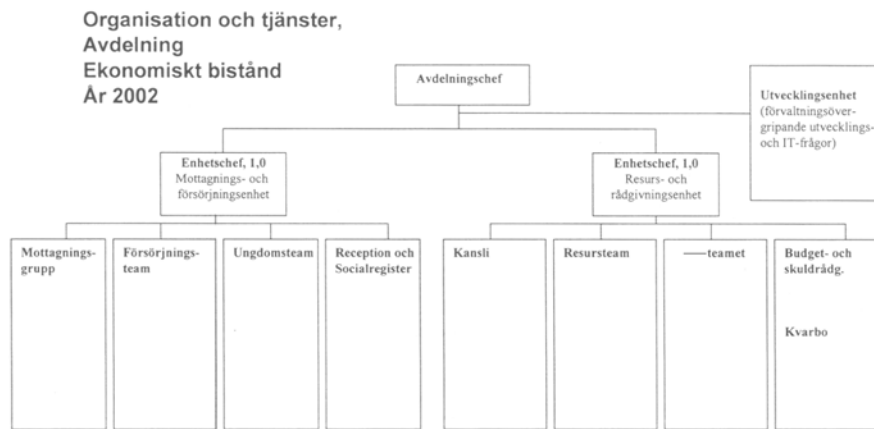 Organisation och tjänster,
Avdelning
Ekonomiskt bistånd
År 2002
Avdelningschef
Utvecklingsenhet
(förvaltningsöver-
gripande utvecklings-
och IT-frågor)
Enhetschef, 1,0
Mottagnings- och
försörjningsenhet
Enhetschef, 1,0
Resurs- och
rådgivningsenhet
Mottagnings-
grupp
Försörjnings-
team
Ungdomsteam
Reception och
Socialregister
Kansli
Resursteam
——teamet
Budget- och
skuldrådg.
Kvarbo